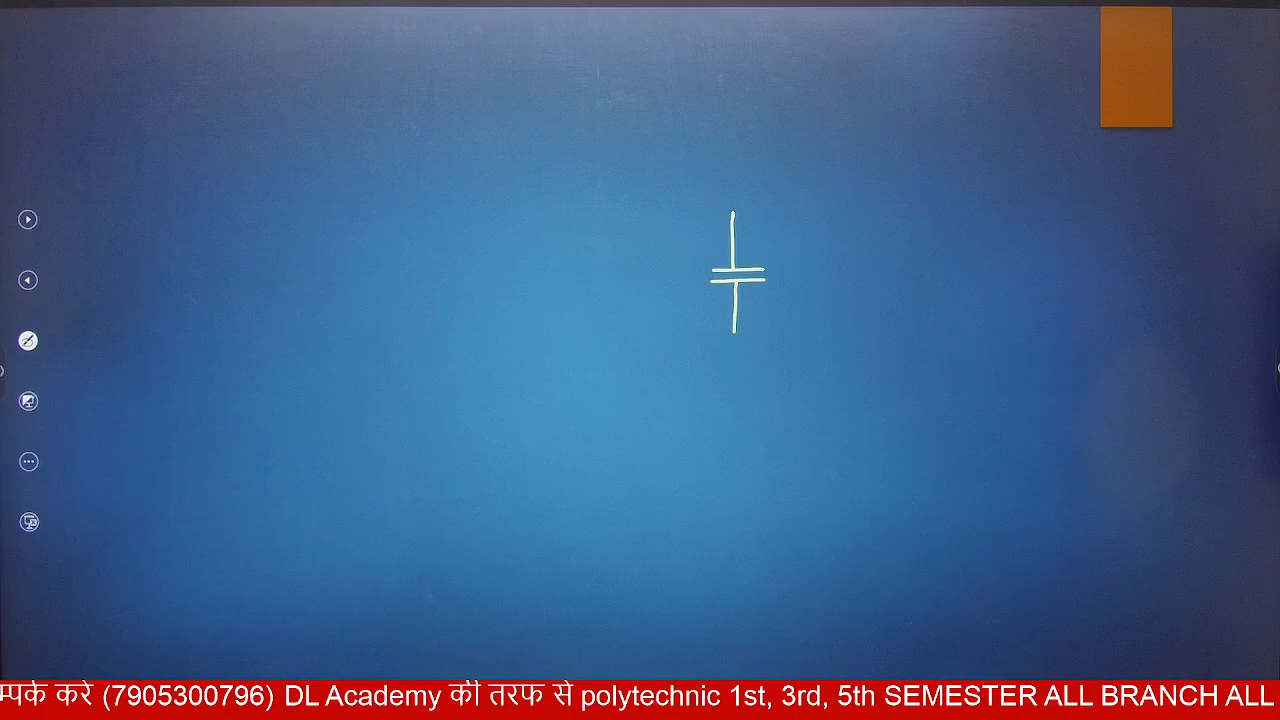 म्पर्क करे (7905300796) DL Academy की तरफ से polytechnic 1st, 3rd, 5th SEMESTER ALL BRANCH ALL